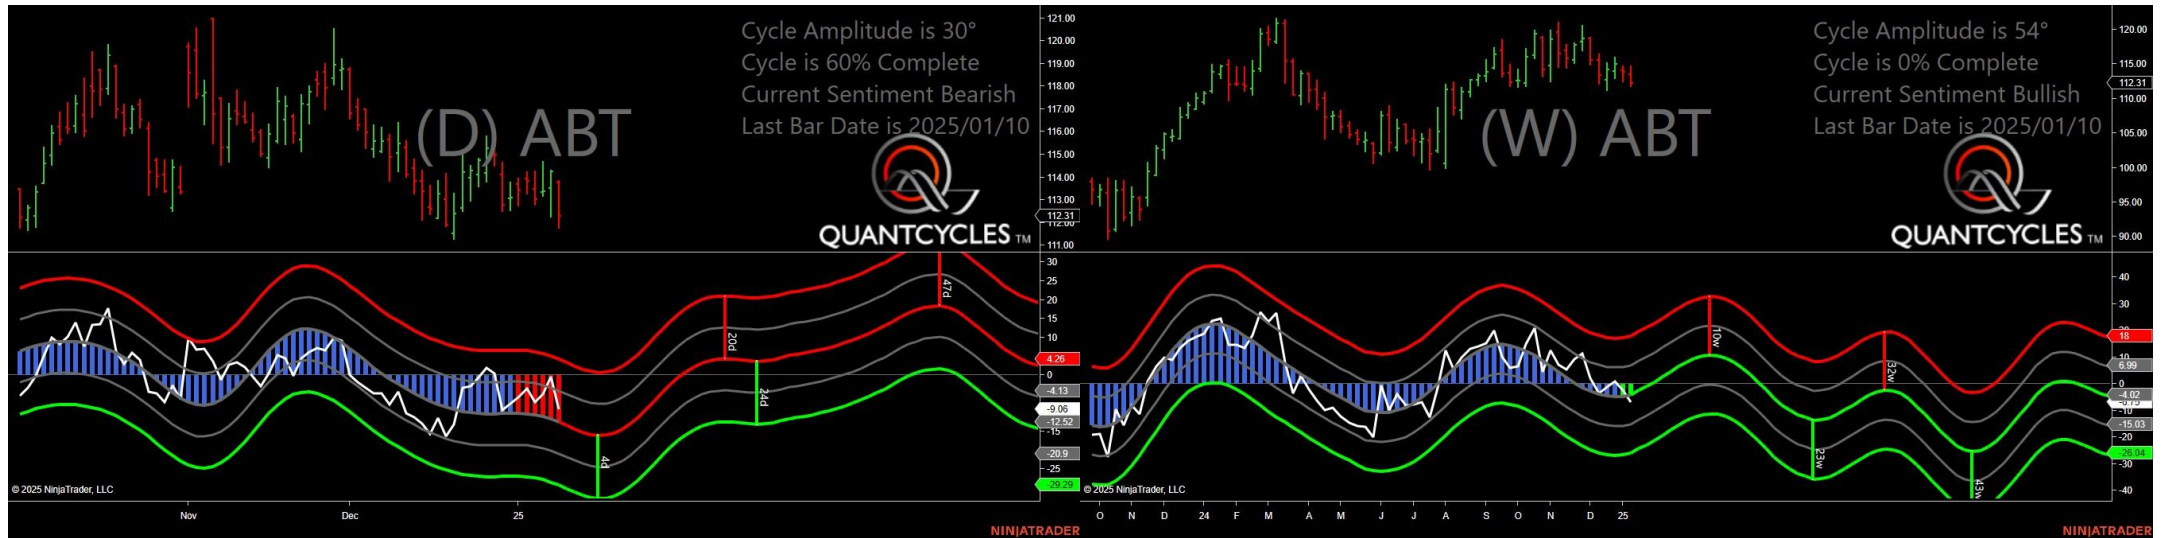 Cycle Amplitude is 30°
Cycle is 60% Complete
Current Sentiment Bearish
Last Bar Date is 2025/01/10
(D) ABT
QUANTCYCLES TM
121.00
120.00
119.00
118.00
117.00
116.00
115.00
114.00
113.00
112.31
112.00
111.00
30
25
20
15
10
4.26
0
-4.13
-9.06
-12.52
-15
-20.9
-25
-29.29
4d
20d
24d
47d
© 2025 NinjaTrader, LLC
Nov Dec 25
NINJATRADER
Cycle Amplitude is 54°
Cycle is 0% Complete
Current Sentiment Bullish
Last Bar Date is 2025/01/10
(W) ABT
QUANTCYCLES TM
120.00
115.00
112.31
110.00
105.00
100.00
95.00
90.00
40
30
18
10
6.99
0
-4.02
-10
-15.03
-20
-26.04
-30
-40
10w
23w
32w
43w
© 2025 NinjaTrader, LLC
O N D 24 F M A M J J A S O N D 25
NINJATRADER